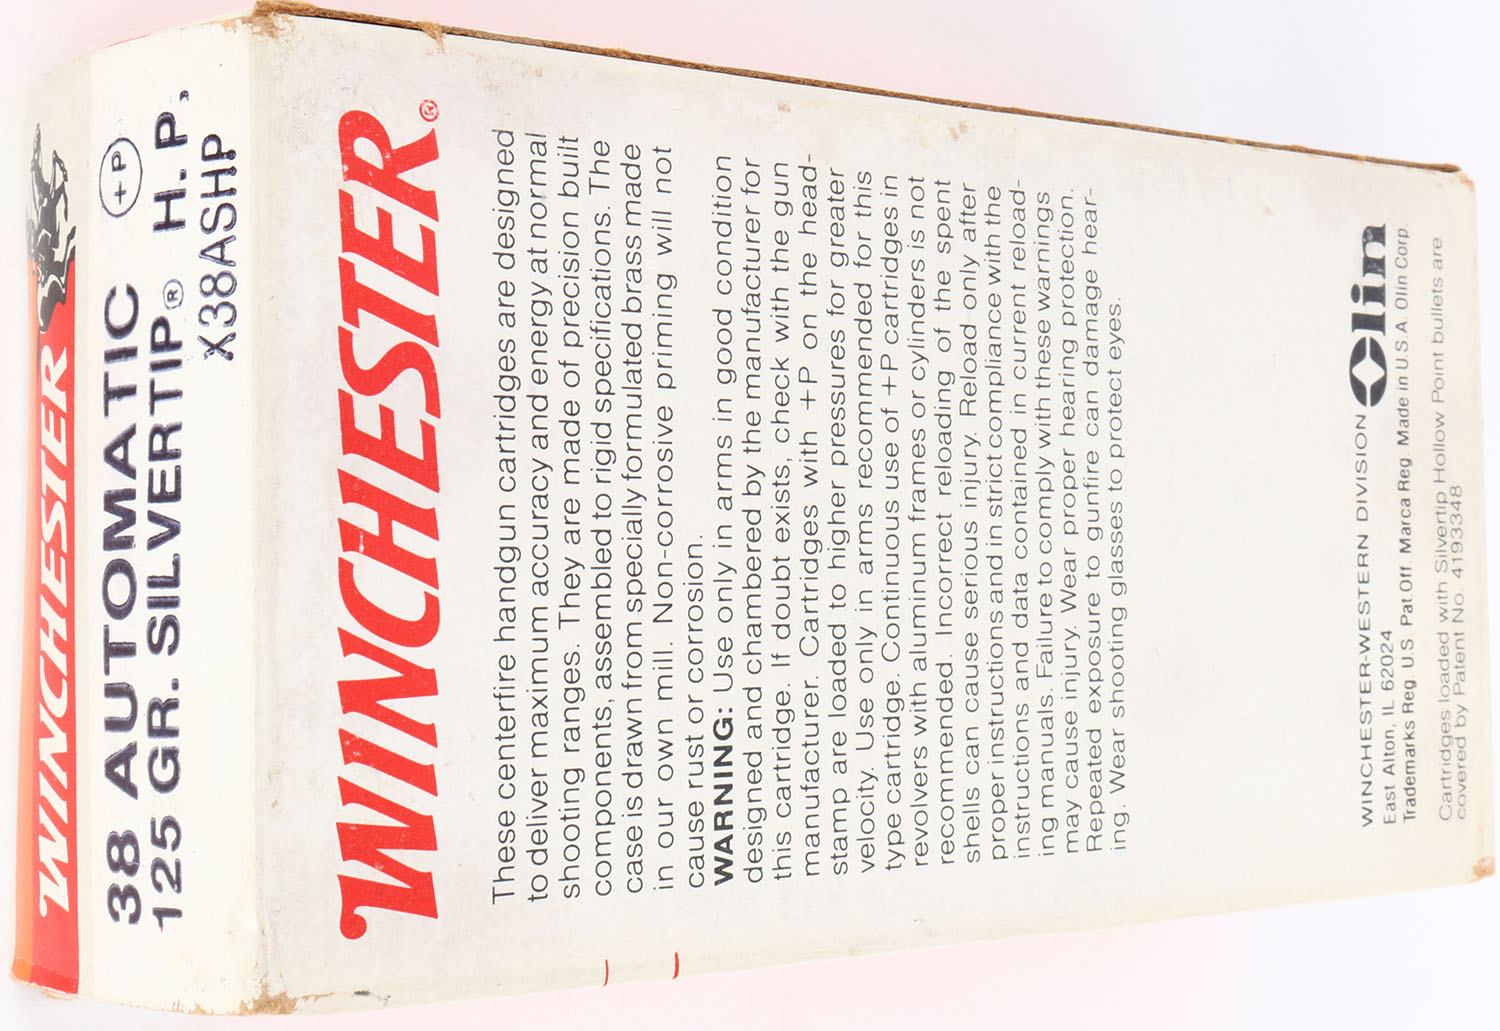 WINCHESTER
38 AUTOMATIC +P
125 GR. SILVERTIP® H.P.
X38ASHP
WINCHESTER®
These centerfire handgun cartridges are designed
to deliver maximum accuracy and energy at normal
shooting ranges. They are made of precision built
components, assembled to rigid specifications. The
case is drawn from specially formulated brass made
in our own mill. Non-corrosive priming will not
cause rust or corrosion.
WARNING: Use only in arms in good condition
designed and chambered by the manufacturer for
this cartridge. If doubt exists, check with the gun
manufacturer. Cartridges with +P on the head-
stamp are loaded to higher pressures for greater
velocity. Use only in arms recommended for this
type cartridge. Continuous use of +P cartridges in
revolvers with aluminum frames or cylinders is not
recommended. Incorrect reloading of the spent
shells can cause serious injury. Reload only after
proper instructions and in strict compliance with the
instructions and data contained in current reload-
ing manuals. Failure to comply with these warnings
may cause injury. Wear proper hearing protection.
Repeated exposure to gunfire can damage hear-
ing. Wear shooting glasses to protect eyes.
WINCHESTER-WESTERN DIVISION Olin
East Alton, IL 62024
Trademarks Reg. U.S. Pat. Off. Marca Reg. Made in U.S.A. Olin Corp.
Cartridges loaded with Silvertip Hollow Point bullets are
covered by Patent No. 4193348